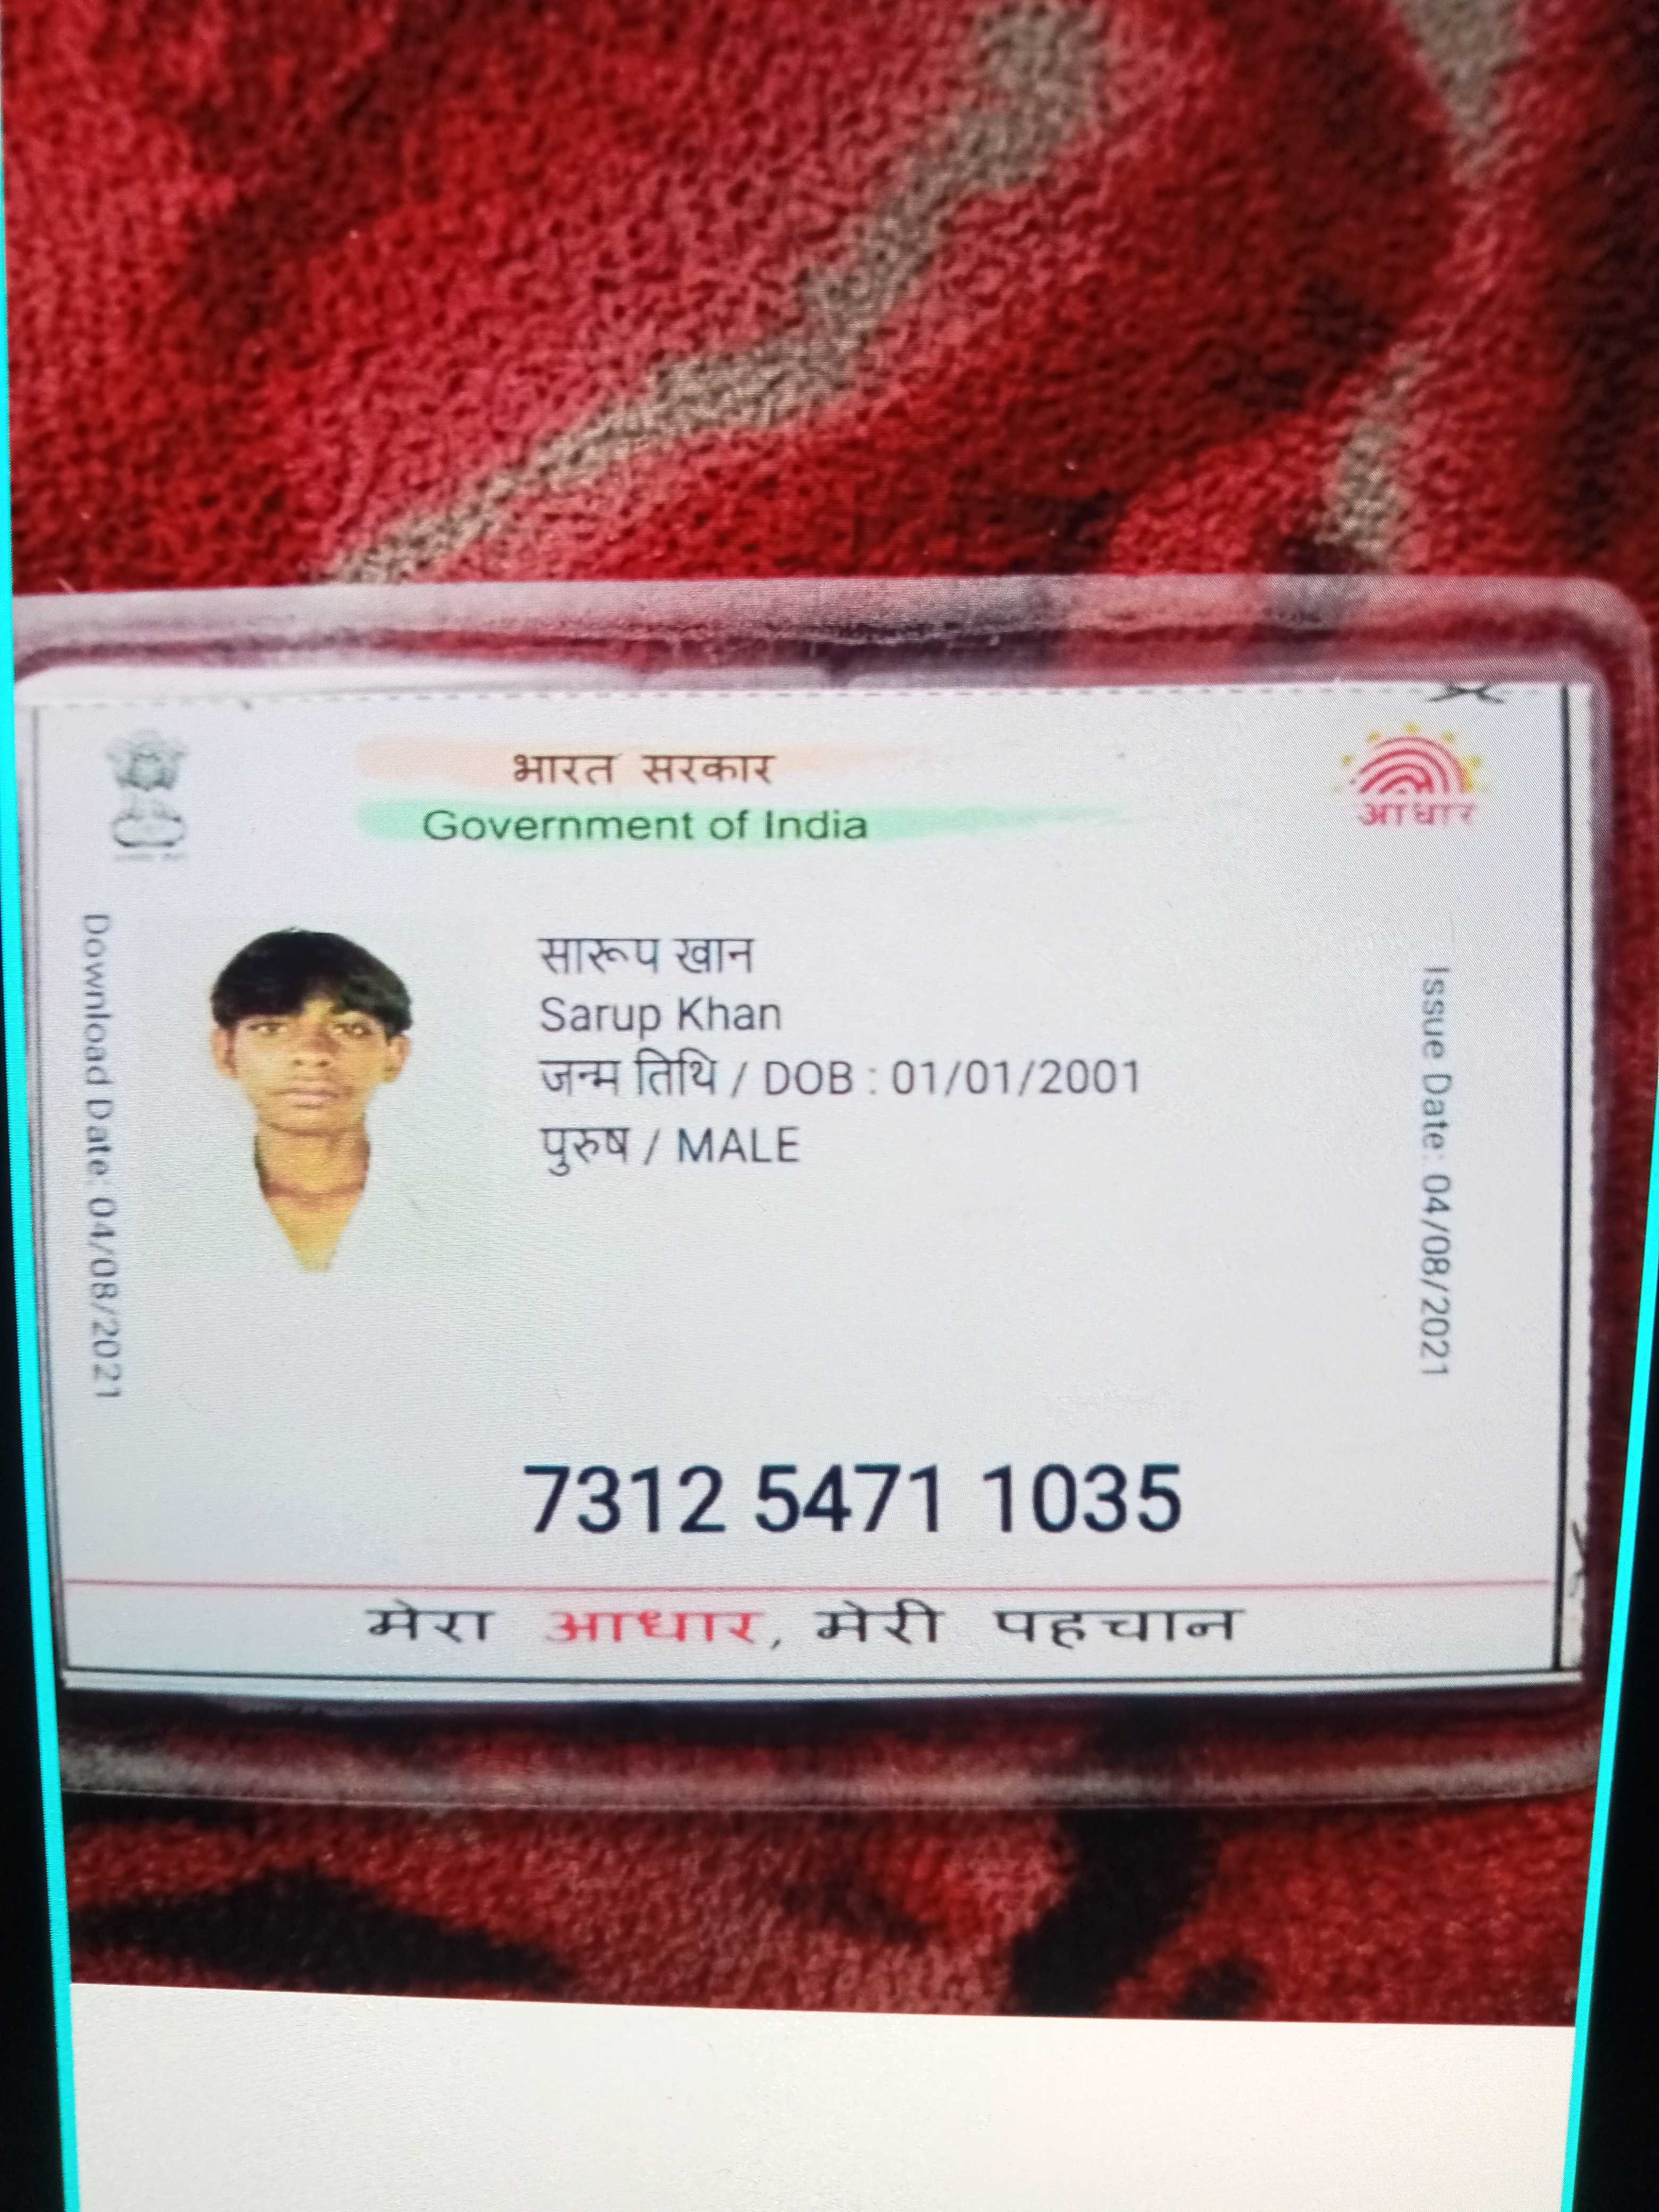 भारत सरकार
Government of India
आधार
Download Date: 04/08/2021
सारूप खान
Sarup Khan
जन्म तिथि / DOB : 01/01/2001
पुरुष / MALE
Issue Date: 04/08/2021
7312 5471 1035
मेरा आधार, मेरी पहचान